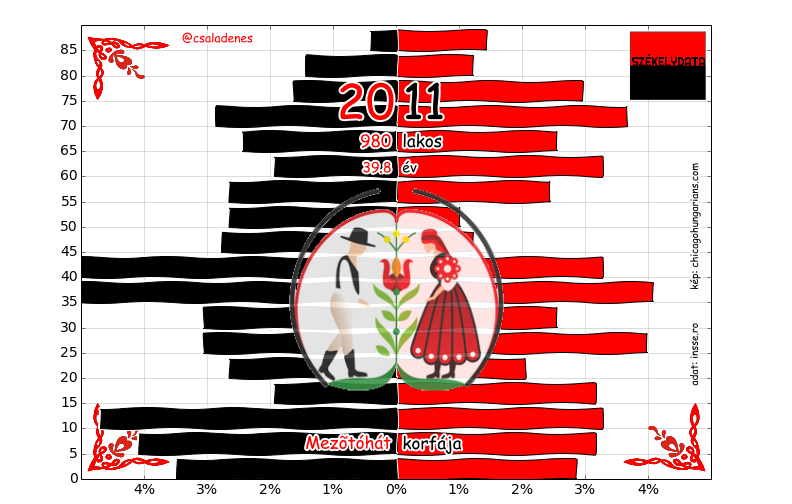 @csaladenes
SZÉKELYDATA
2011
980 lakos
39.8 év
Mezőtóhát korfája
kép: chicagohungarians.com
adat: insse.ro
85
80
75
70
65
60
55
50
45
40
35
30
25
20
15
10
5
0
4% 3% 2% 1% 0% 1% 2% 3% 4%